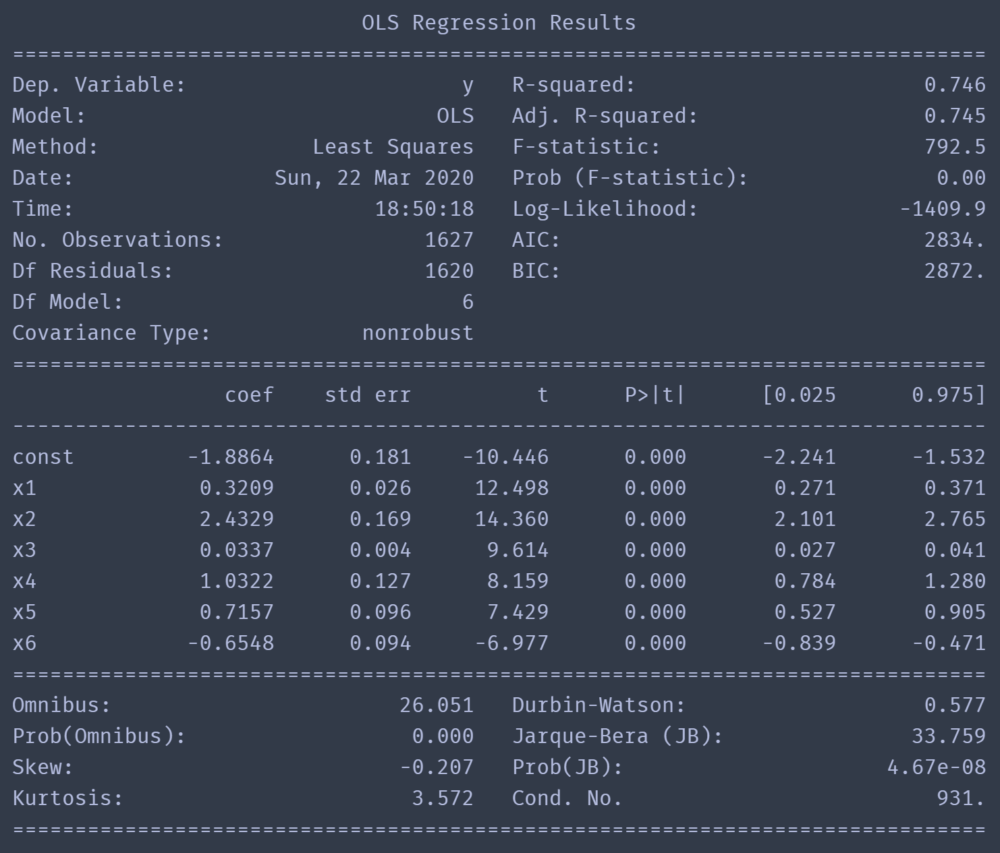 OLS Regression Results
==============================================================================
Dep. Variable:                      y   R-squared:                       0.746
Model:                            OLS   Adj. R-squared:                  0.745
Method:                 Least Squares   F-statistic:                     792.5
Date:                Sun, 22 Mar 2020   Prob (F-statistic):               0.00
Time:                        18:50:18   Log-Likelihood:                -1409.9
No. Observations:                1627   AIC:                             2834.
Df Residuals:                    1620   BIC:                             2872.
Df Model:                           6
Covariance Type:            nonrobust
==============================================================================
                 coef    std err          t      P>|t|      [0.025      0.975]
------------------------------------------------------------------------------
const         -1.8864      0.181    -10.446      0.000      -2.241      -1.532
x1             0.3209      0.026     12.498      0.000       0.271       0.371
x2             2.4329      0.169     14.360      0.000       2.101       2.765
x3             0.0337      0.004      9.614      0.000       0.027       0.041
x4             1.0322      0.127      8.159      0.000       0.784       1.280
x5             0.7157      0.096      7.429      0.000       0.527       0.905
x6            -0.6548      0.094     -6.977      0.000      -0.839      -0.471
==============================================================================
Omnibus:                       26.051   Durbin-Watson:                   0.577
Prob(Omnibus):                  0.000   Jarque-Bera (JB):               33.759
Skew:                          -0.207   Prob(JB):                     4.67e-08
Kurtosis:                       3.572   Cond. No.                         931.
==============================================================================